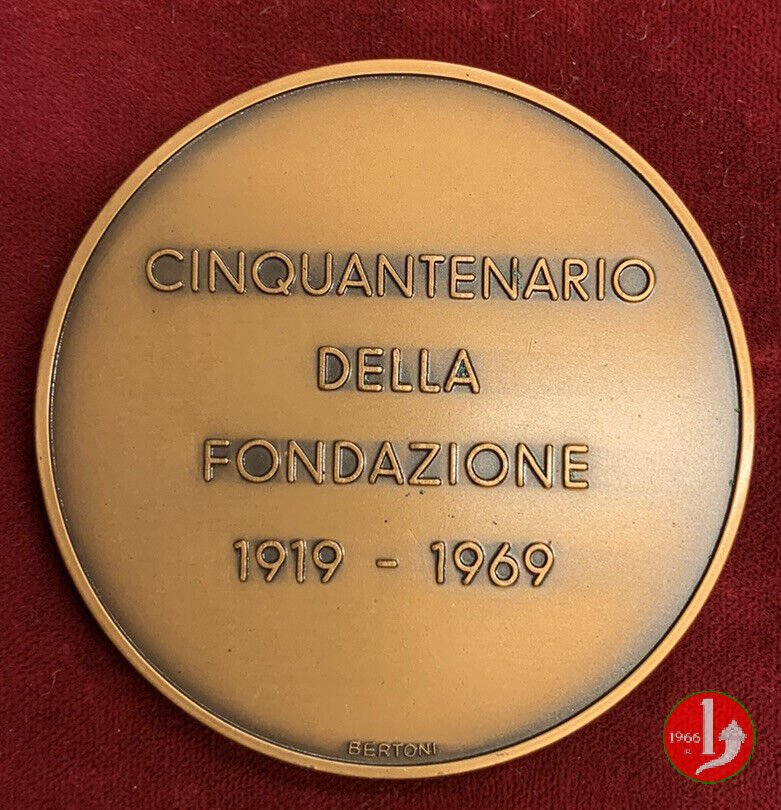 CINQUANTENARIO
DELLA
FONDAZIONE
1919 - 1969
BERTONI
1966
R